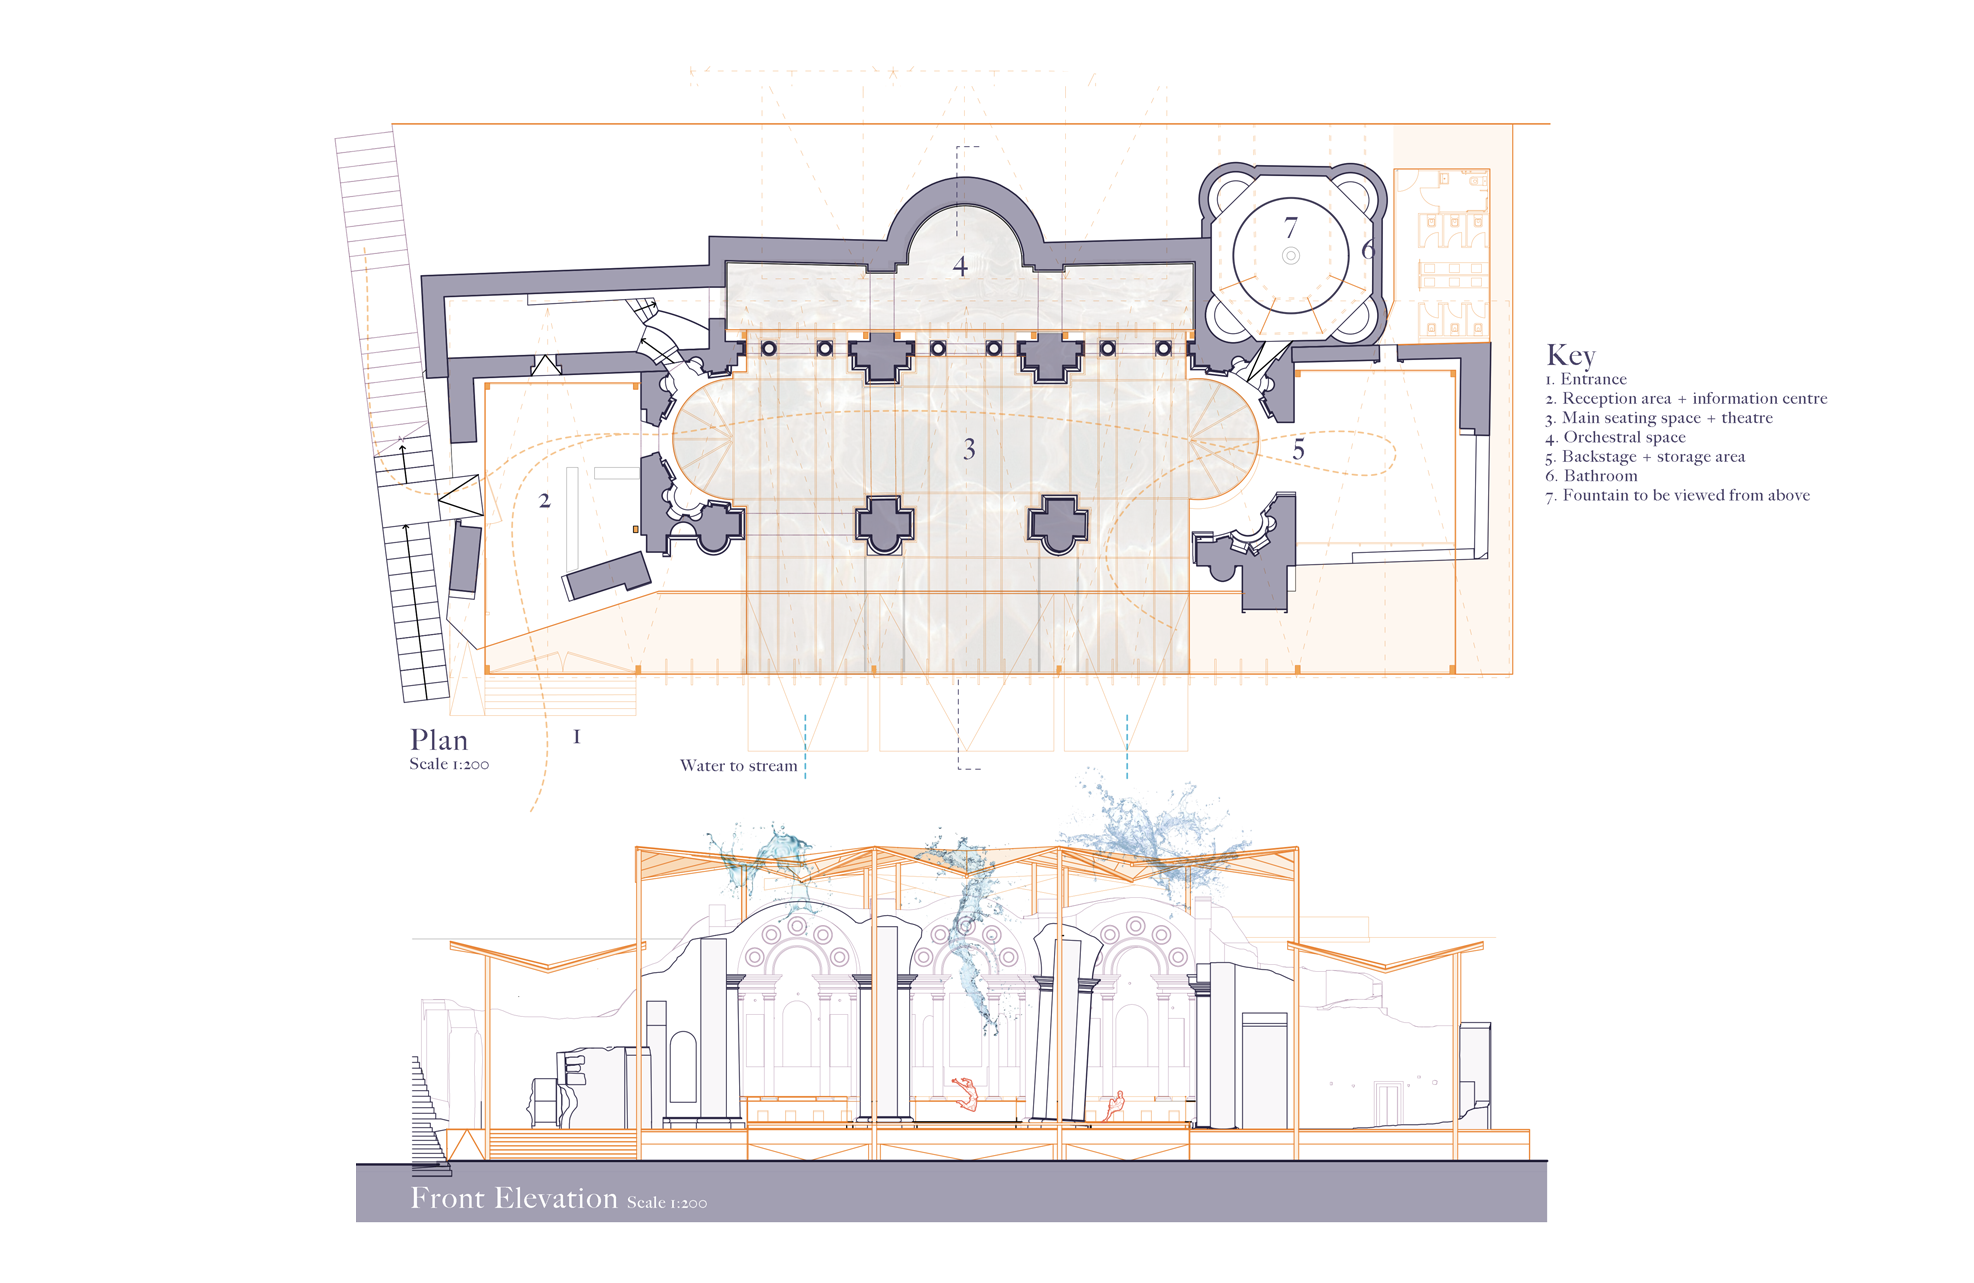 4
7
6
3
5
2
1
Key
1. Entrance
2. Reception area + information centre
3. Main seating space + theatre
4. Orchestral space
5. Backstage + storage area
6. Bathroom
7. Fountain to be viewed from above
Plan
Scale 1:200
Water to stream
Front Elevation Scale 1:200